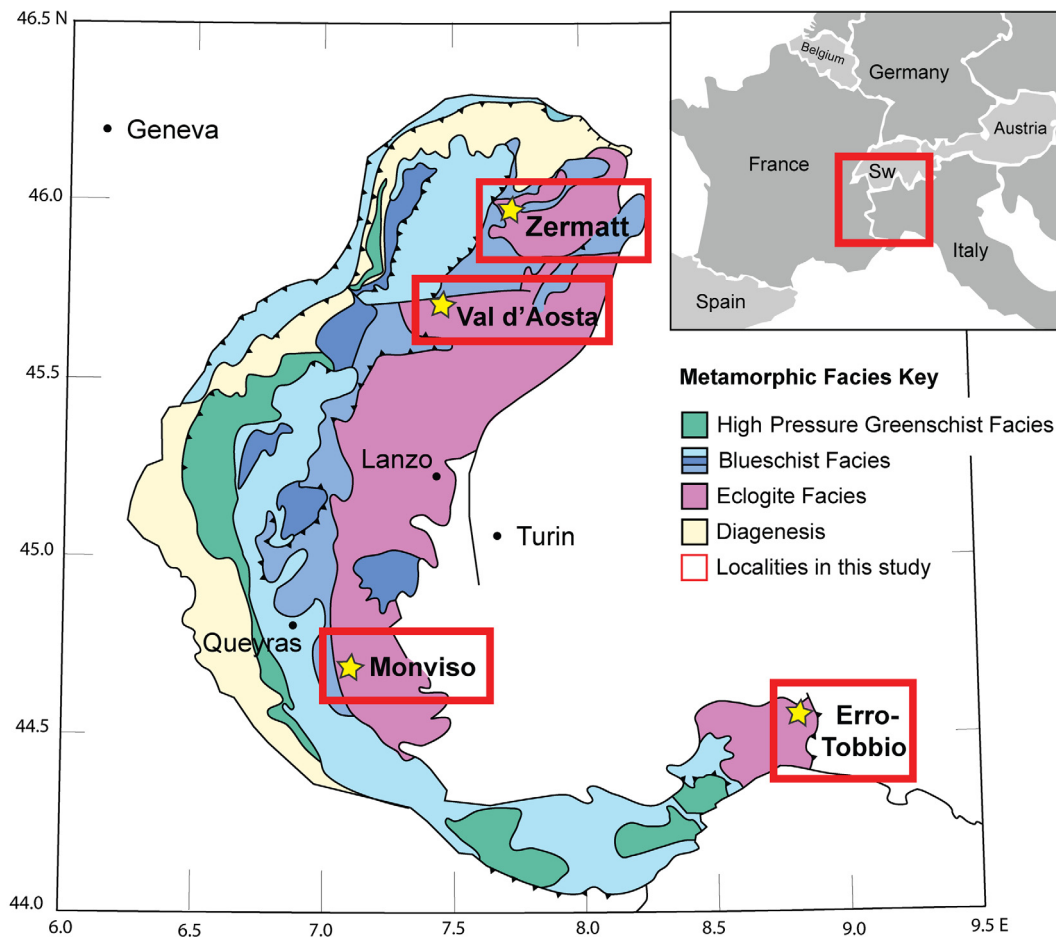 46.5 N
46.0
45.5
45.0
44.5
44.0
6.0
6.5
7.0
7.5
8.0
8.5
9.0
9.5 E
Geneva
Zermatt
Val d'Aosta
Lanzo
Turin
Queyras
Monviso
Erro-
Tobbio
Belgium
Germany
Austria
France
Sw
Italy
Spain
Metamorphic Facies Key
High Pressure Greenschist Facies
Blueschist Facies
Eclogite Facies
Diagenesis
Localities in this study